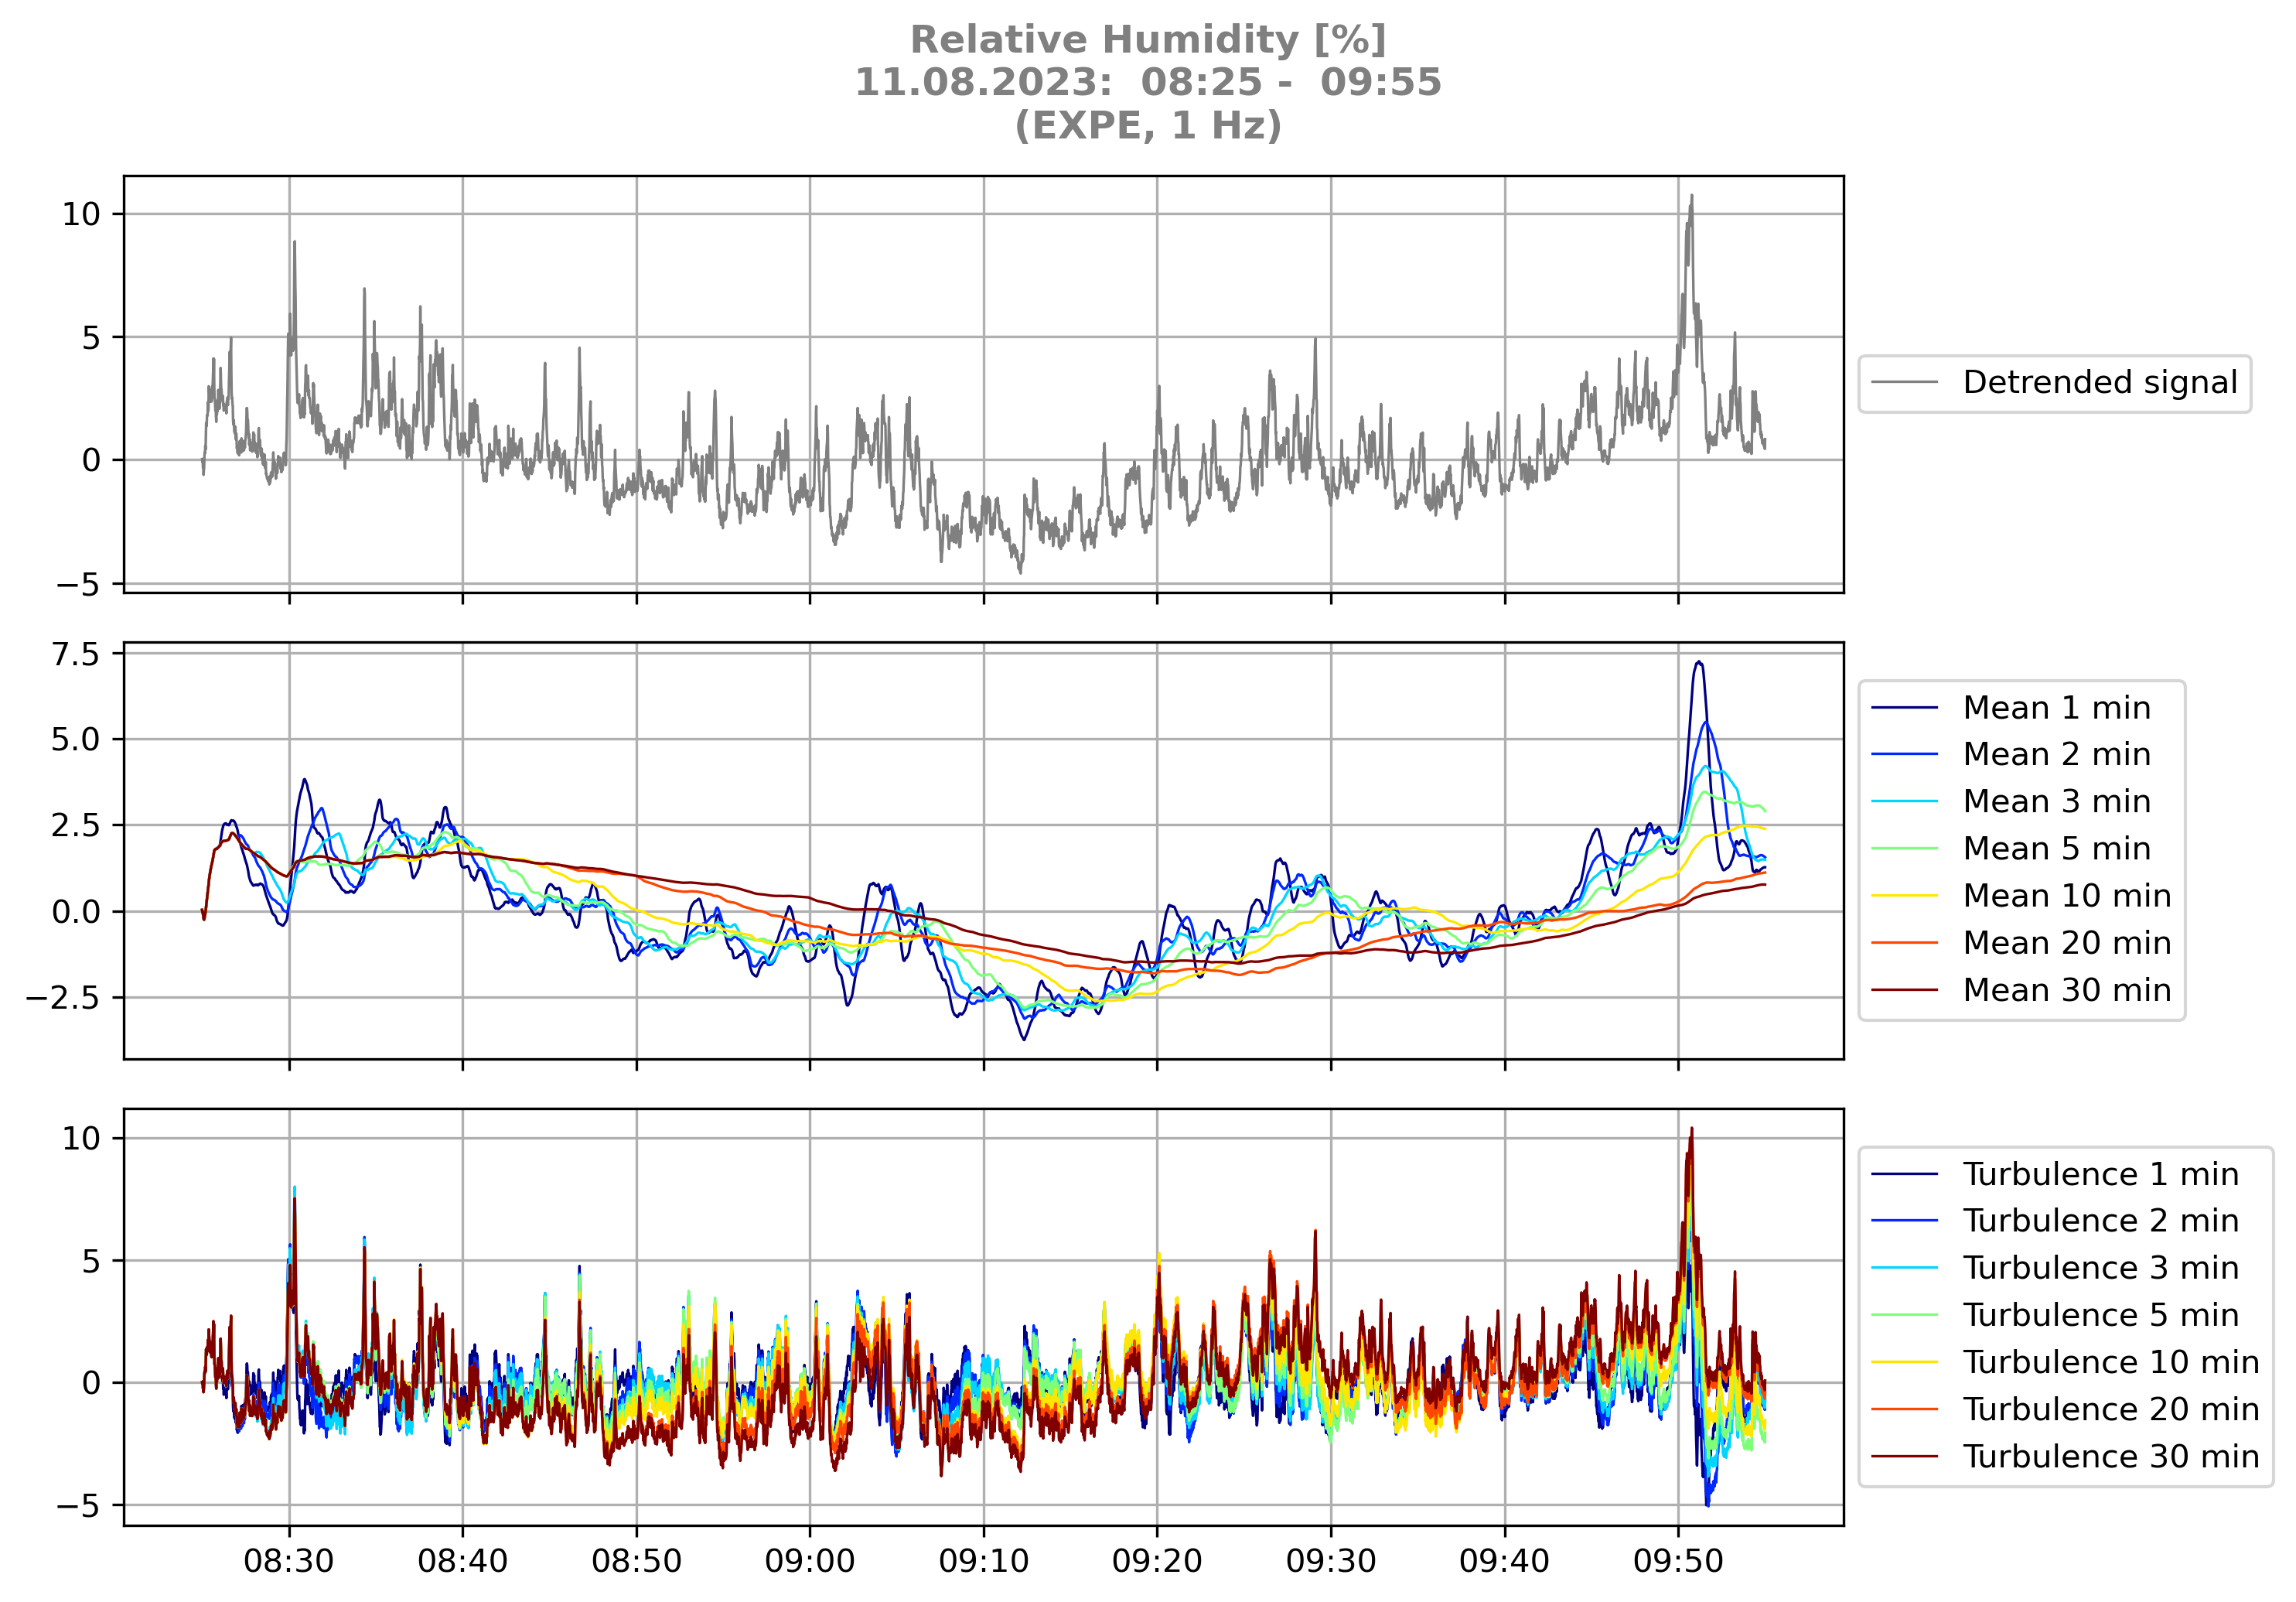 Relative Humidity [%]
11.08.2023:  08:25 -  09:55
(EXPE, 1 Hz)
10
5
0
−5
Detrended signal
7.5
5.0
2.5
0.0
−2.5
Mean 1 min
Mean 2 min
Mean 3 min
Mean 5 min
Mean 10 min
Mean 20 min
Mean 30 min
10
5
0
−5
Turbulence 1 min
Turbulence 2 min
Turbulence 3 min
Turbulence 5 min
Turbulence 10 min
Turbulence 20 min
Turbulence 30 min
08:30 08:40 08:50 09:00 09:10 09:20 09:30 09:40 09:50